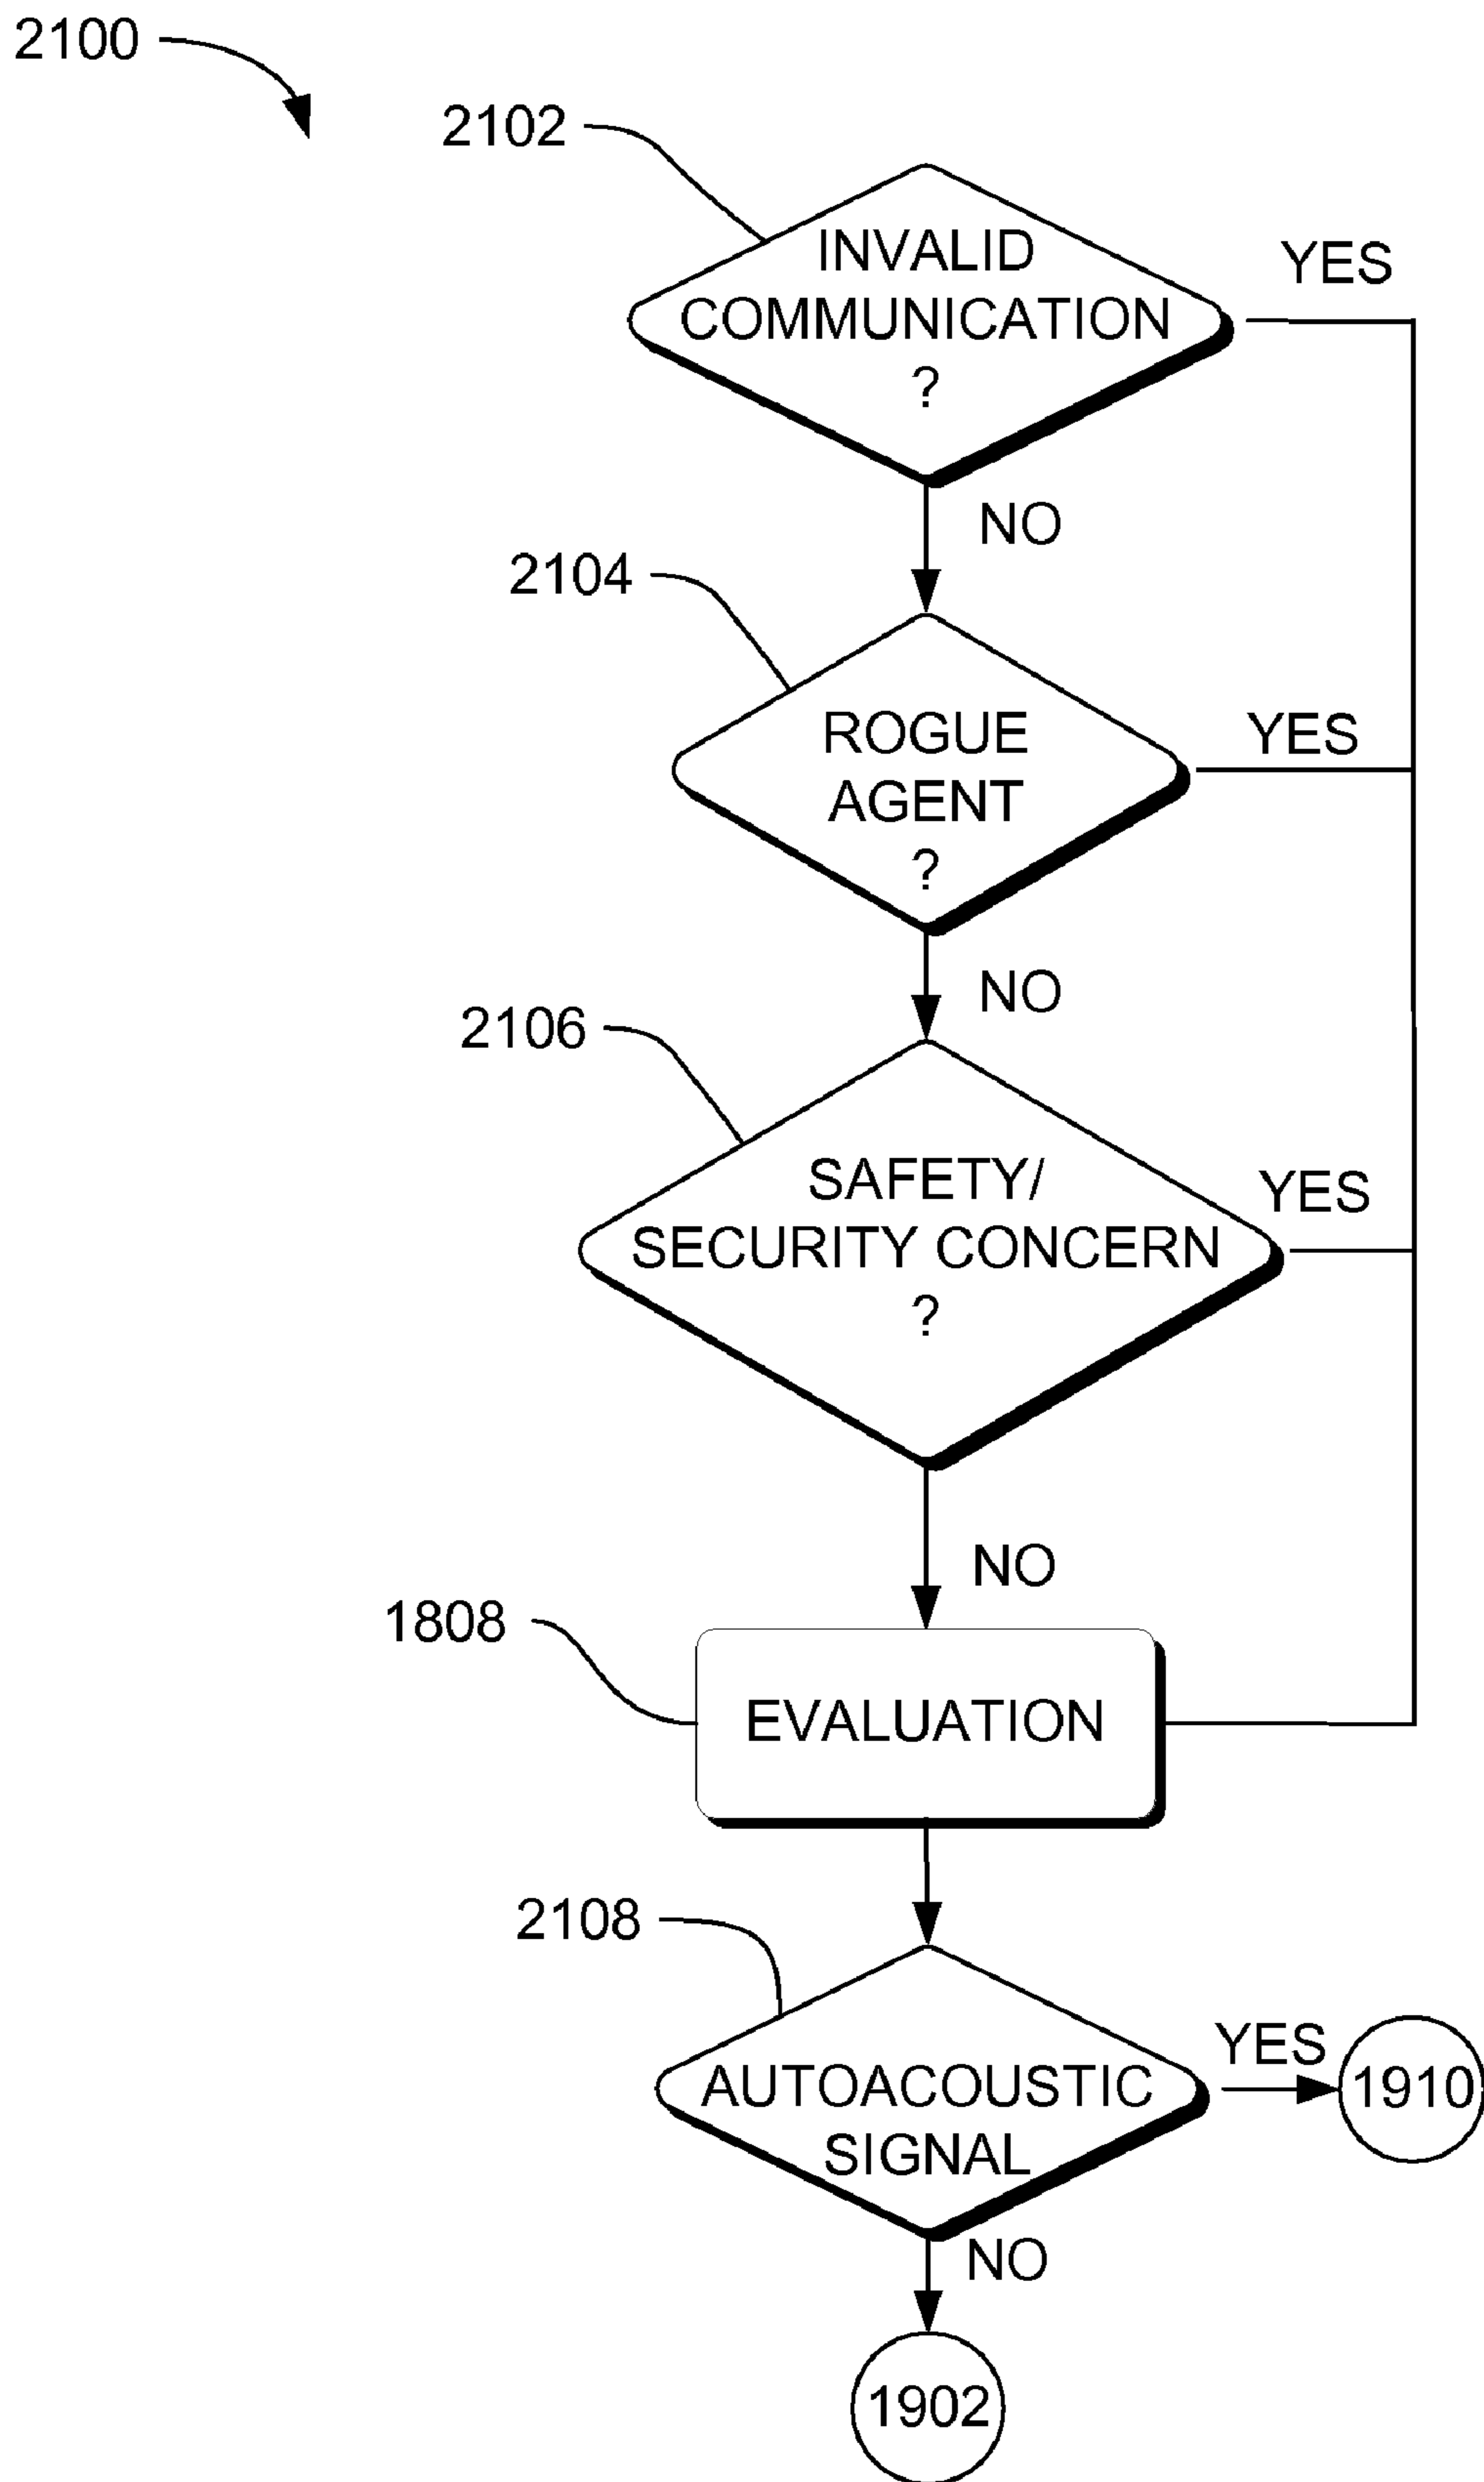 2100
2102
INVALID
COMMUNICATION
?
YES
NO
2104
ROGUE
AGENT
?
YES
NO
2106
SAFETY/
SECURITY CONCERN
?
YES
NO
1808
EVALUATION
2108
AUTOACOUSTIC
SIGNAL
YES
1910
NO
1902